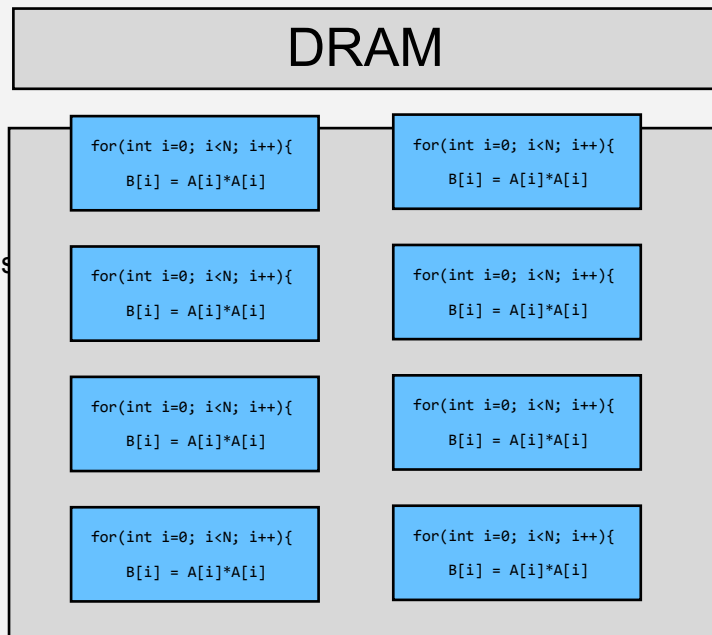 DRAM
for(int i=0; i<N; i++){
B[i] = A[i]*A[i]
for(int i=0; i<N; i++){
B[i] = A[i]*A[i]
for(int i=0; i<N; i++){
B[i] = A[i]*A[i]
for(int i=0; i<N; i++){
B[i] = A[i]*A[i]
for(int i=0; i<N; i++){
B[i] = A[i]*A[i]
for(int i=0; i<N; i++){
B[i] = A[i]*A[i]
for(int i=0; i<N; i++){
B[i] = A[i]*A[i]
for(int i=0; i<N; i++){
B[i] = A[i]*A[i]